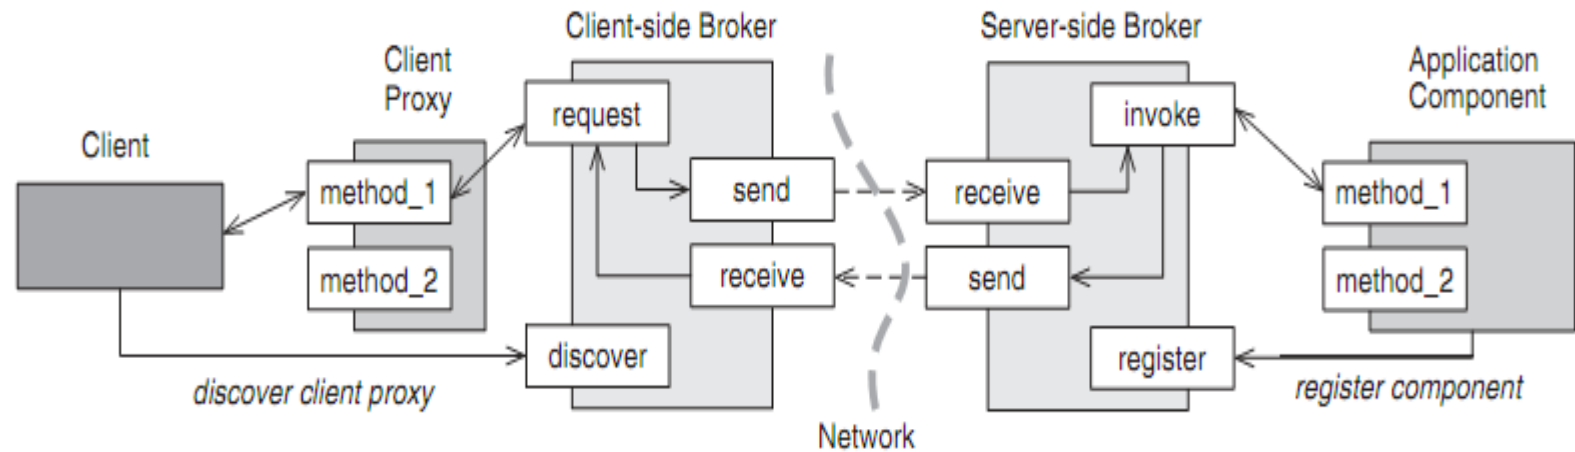 Client-side Broker
Server-side Broker
Client
Proxy
Application
Component
Client
request
invoke
method_1
send
receive
method_1
method_2
receive
send
method_2
discover
register
discover client proxy
register component
Network